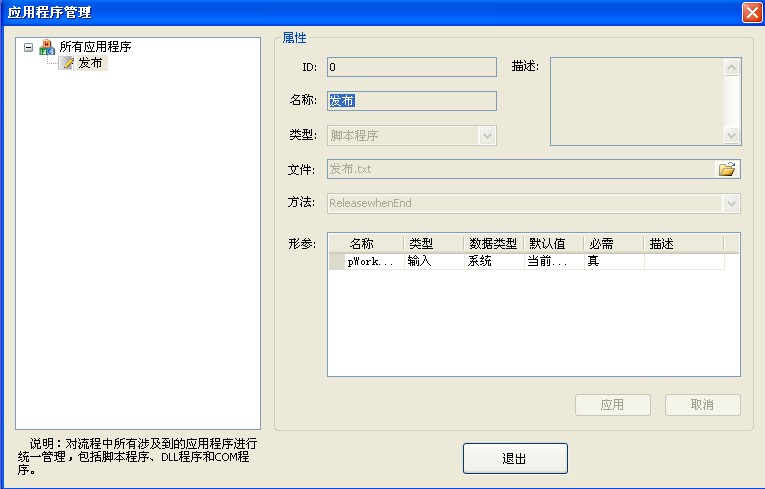 应用程序管理
所有应用程序
发布
属性
ID: 0
描述:
名称: 发布
类型: 脚本程序
文件: 发布.txt
方法: ReleasewhenEnd
形参:
名称 类型 数据类型 默认值 必需 描述
pWork... 输入 系统 当前... 真
应用 取消
说明：对流程中所有涉及到的应用程序进行
统一管理，包括脚本程序、DLL程序和COM程
序。
退出